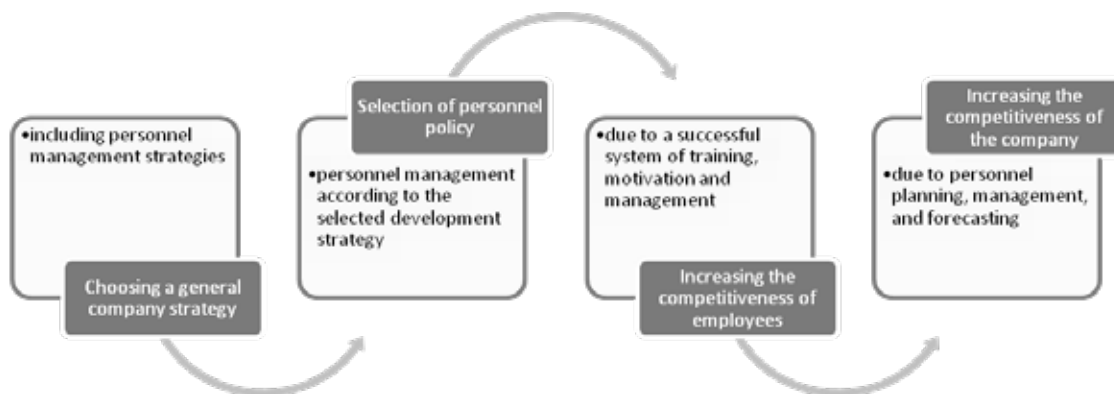 •including personnel
management strategies
Choosing a general
company strategy
Selection of personnel
policy
•personnel management
according to the
selected development
strategy
•due to a successful
system of training,
motivation and
management
Increasing the
competitiveness of
employees
Increasing the
competitiveness of
the company
•due to personnel
planning, management,
and forecasting